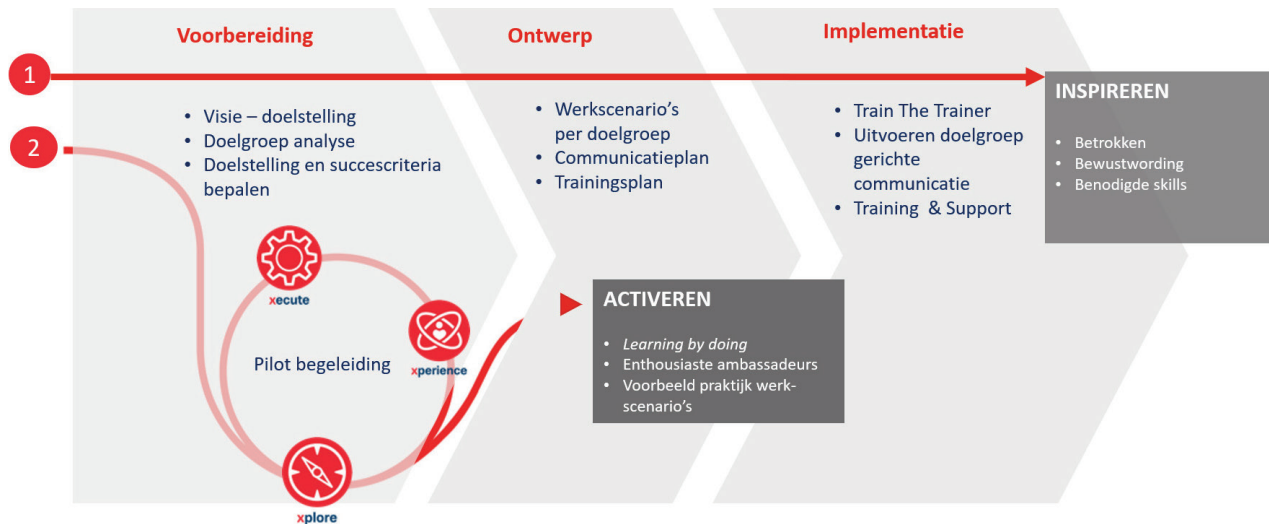 Voorbereiding
Ontwerp
Implementatie
1
2
• Visie – doelstelling
• Doelgroep analyse
• Doelstelling en succescriteria
bepalen
• Werkscenario's
per doelgroep
• Communicatieplan
• Trainingsplan
• Train The Trainer
• Uitvoeren doelgroep
gerichte
communicatie
• Training & Support
INSPIREREN
• Betrokken
• Bewustwording
• Benodigde skills
xecute
xperience
Pilot begeleiding
xplore
ACTIVEREN
• Learning by doing
• Enthousiaste ambassadeurs
• Voorbeeld praktijk werk-
scenario's